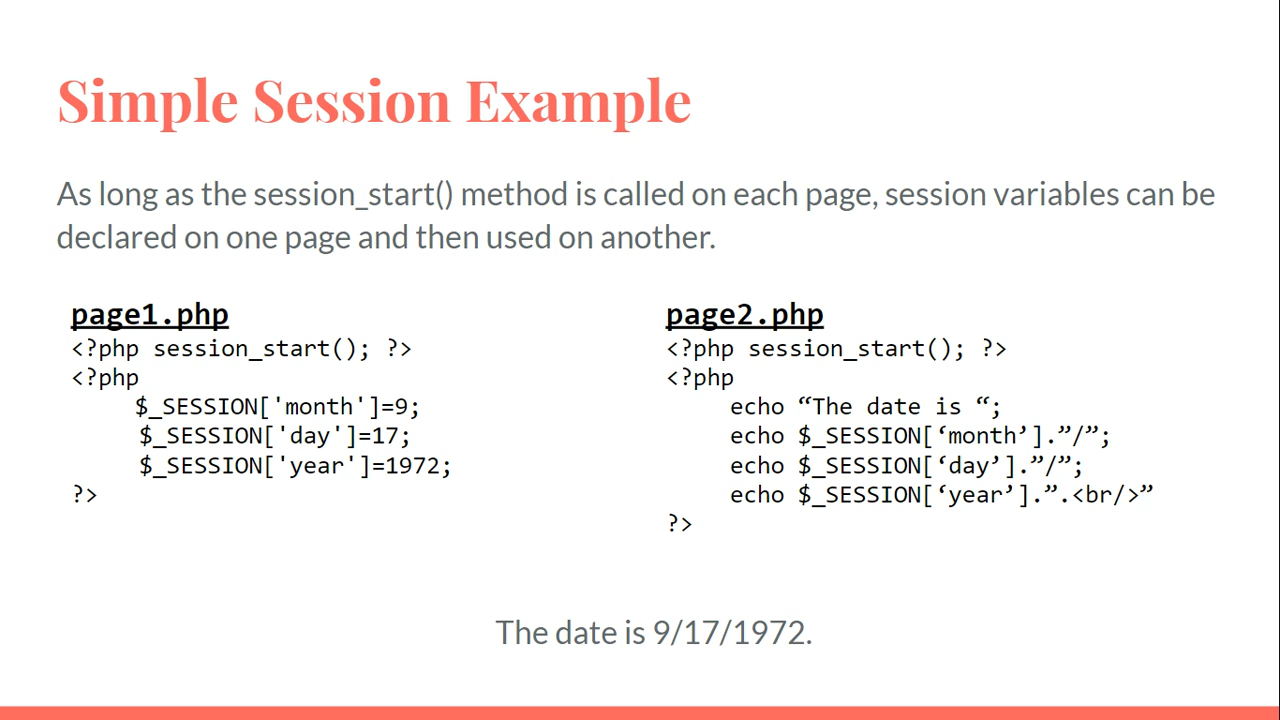 Simple Session Example
As long as the session_start() method is called on each page, session variables can be
declared on one page and then used on another.
page1.php
<?php session_start(); ?>
<?php
$_SESSION['month']=9;
$_SESSION['day']=17;
$_SESSION['year']=1972;
?>
page2.php
<?php session_start(); ?>
<?php
echo “The date is “;
echo $_SESSION[‘month’].”/”;
echo $_SESSION[‘day’].”/”;
echo $_SESSION[‘year’].”.<br/>”
?>
The date is 9/17/1972.